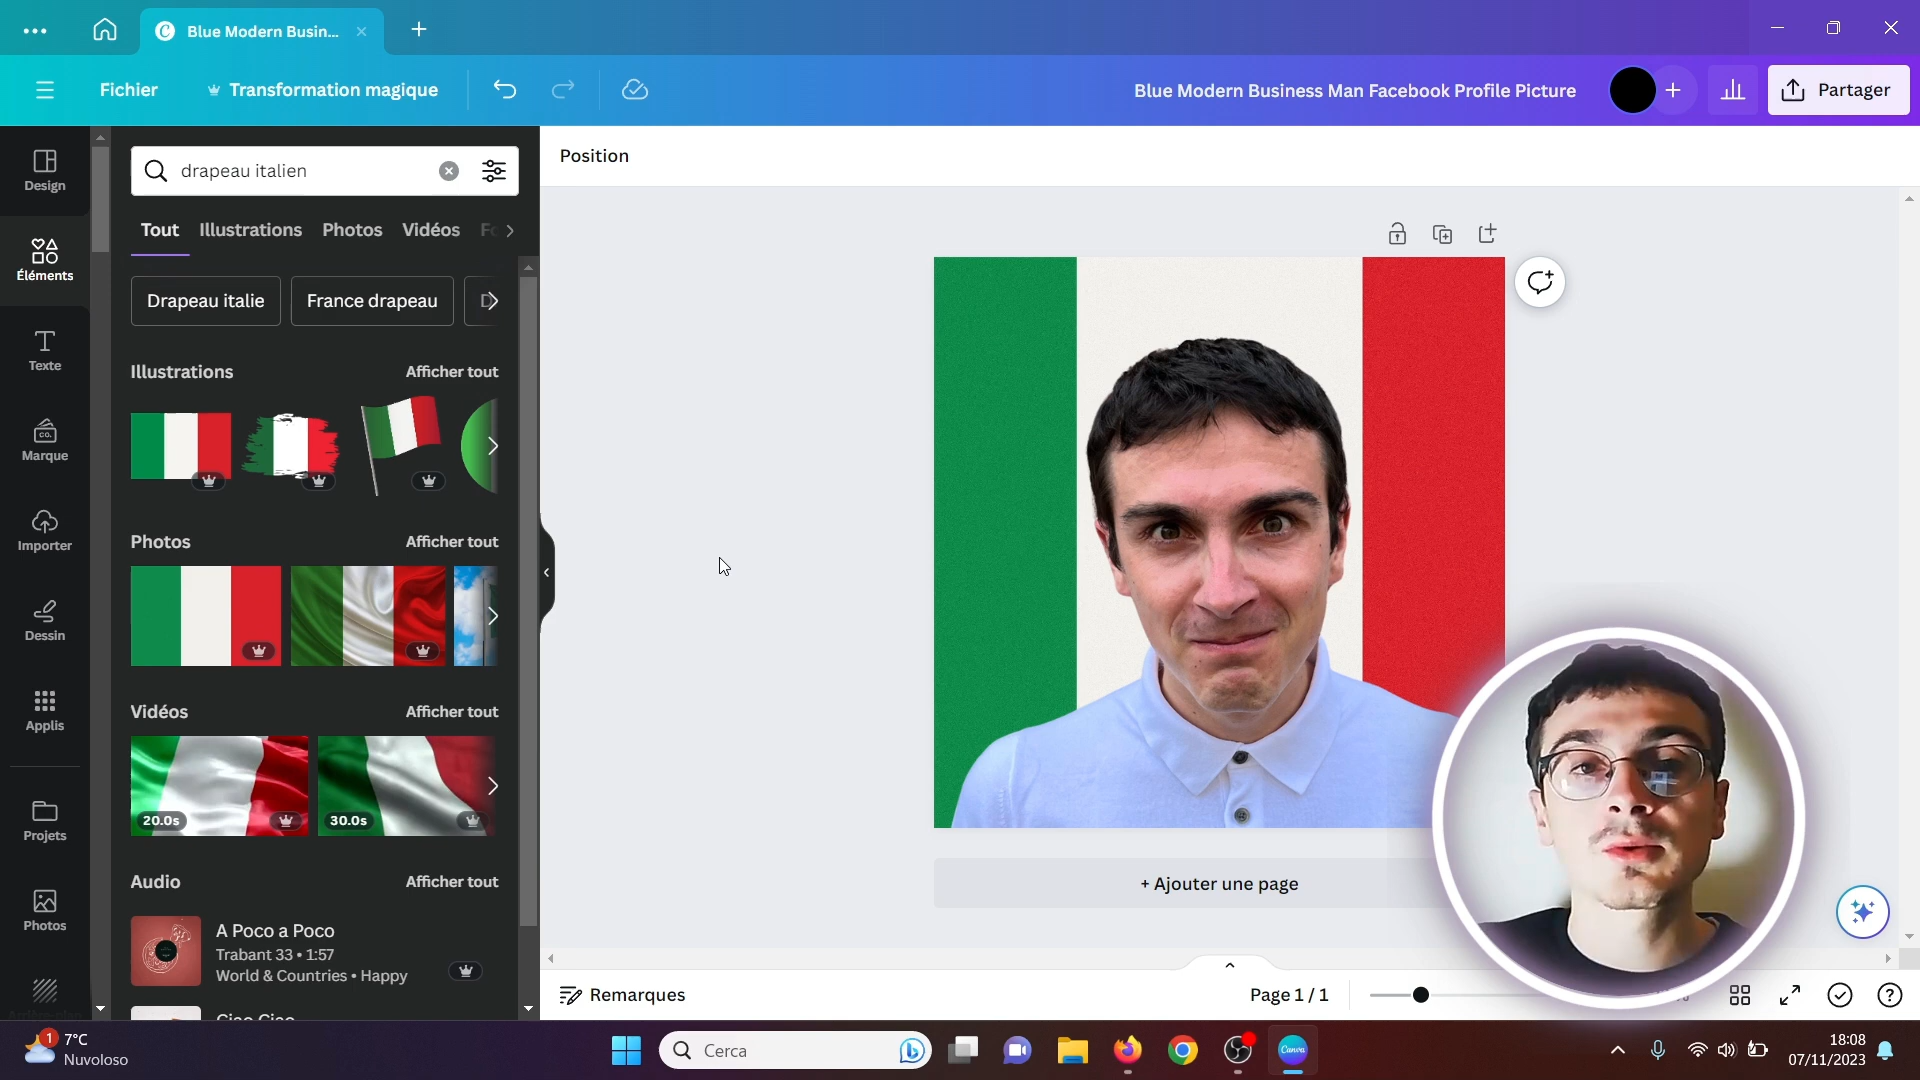 Blue Modern Busin...
Fichier
Transformation magique
Blue Modern Business Man Facebook Profile Picture
Partager
Design
Éléments
Texte
CO.
Marque
Importer
Dessin
Applis
Projets
Photos
drapeau italien
Tout
Illustrations
Photos
Vidéos
Drapeau italie
France drapeau
D
Illustrations
Afficher tout
Photos
Afficher tout
Vidéos
Afficher tout
20.0s
30.0s
Audio
Afficher tout
A Poco a Poco
Trabant 33 • 1:57
World & Countries • Happy
Position
+ Ajouter une page
Remarques
Page 1 / 1
1
7°C
Nuvoloso
Cerca
Canva
18:08
07/11/2023